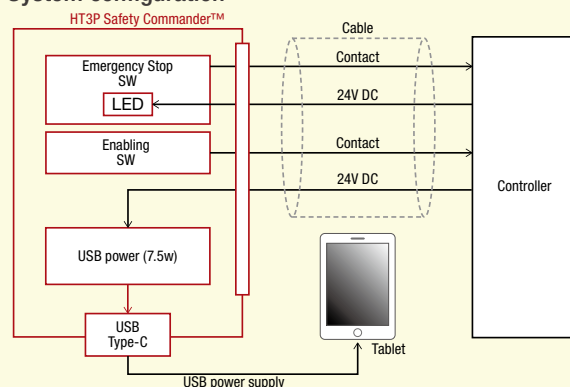 System configuration
HT3P Safety Commander™
Cable
Emergency Stop
SW
LED
Contact
24V DC
Enabling
SW
Contact
24V DC
Controller
USB power (7.5w)
USB
Type-C
Tablet
USB power supply